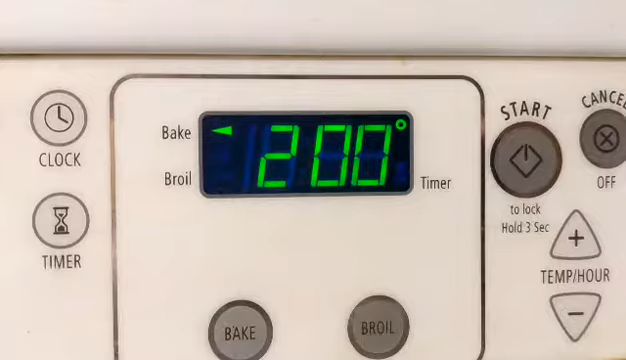 CLOCK
TIMER
Bake
Broil
200°
Timer
START
to lock
Hold 3 Sec
CANCEL
OFF
TEMP/HOUR
BAKE
BROIL